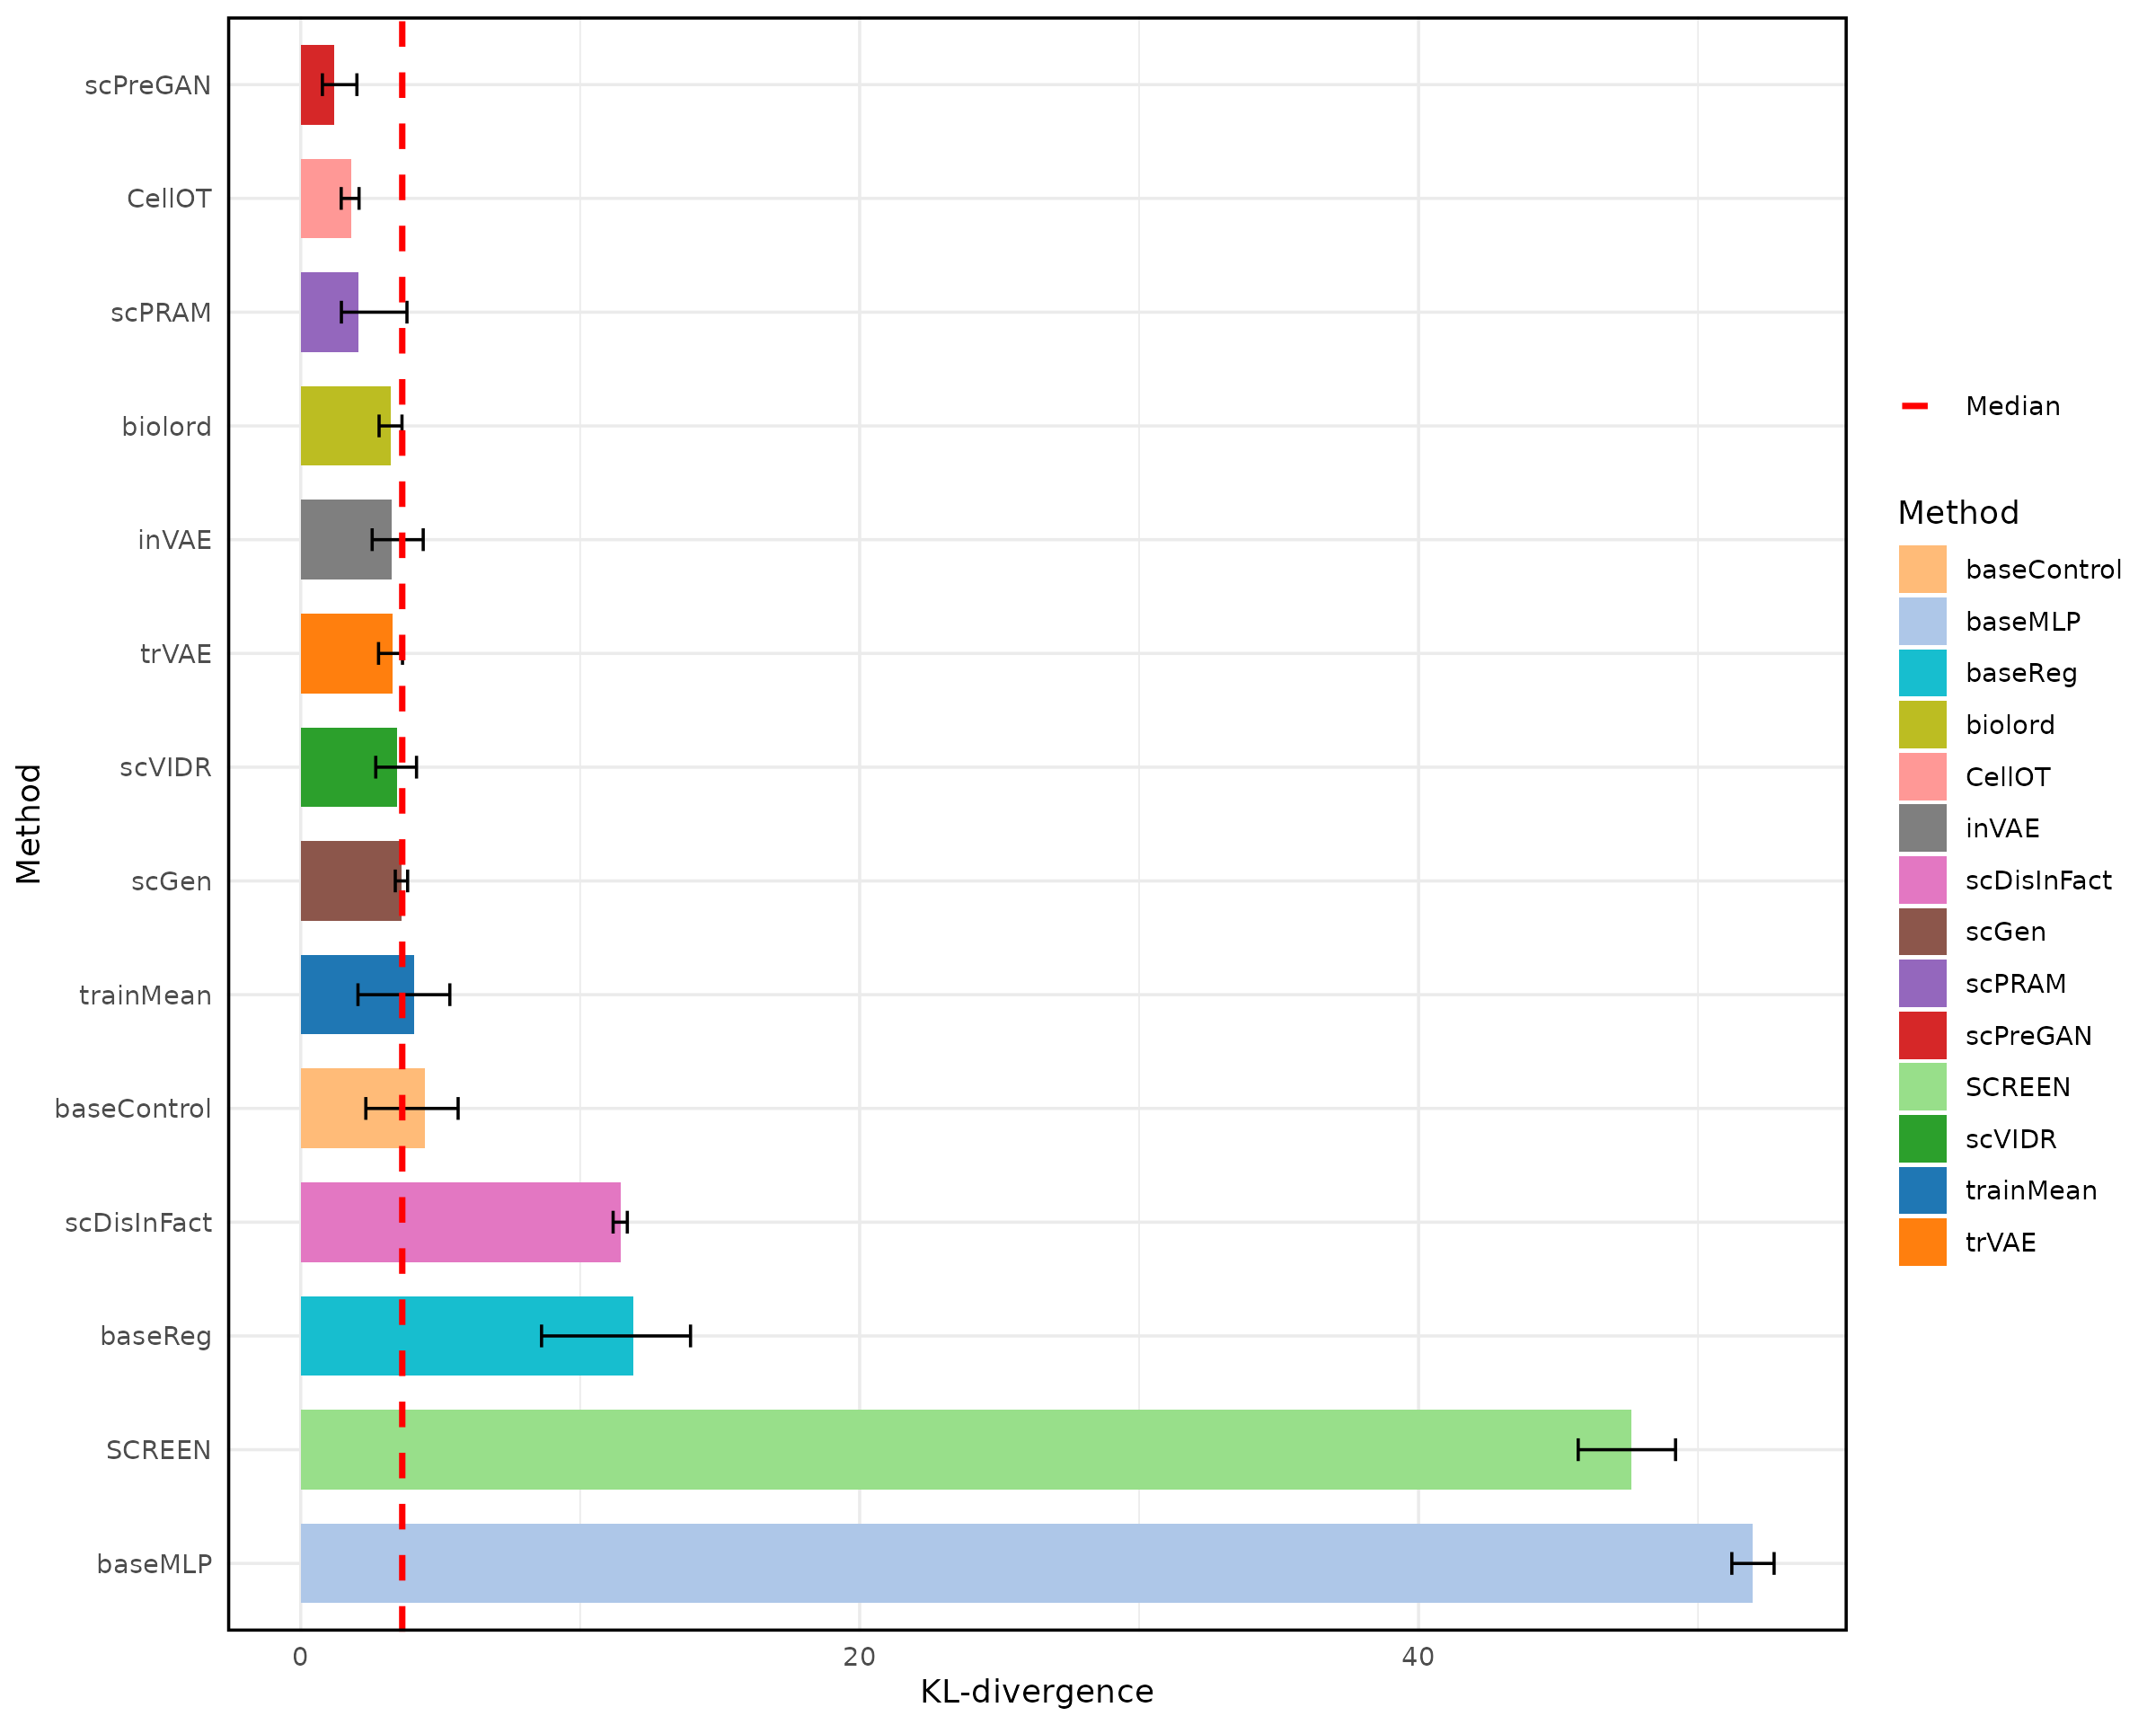 scPreGAN
CellOT
scPRAM
biolord
inVAE
trVAE
scVIDR
scGen
trainMean
baseControl
scDisInFact
baseReg
SCREEN
baseMLP
Method
0 20 40
KL-divergence
Median
Method
baseControl
baseMLP
baseReg
biolord
CellOT
inVAE
scDisInFact
scGen
scPRAM
scPreGAN
SCREEN
scVIDR
trainMean
trVAE